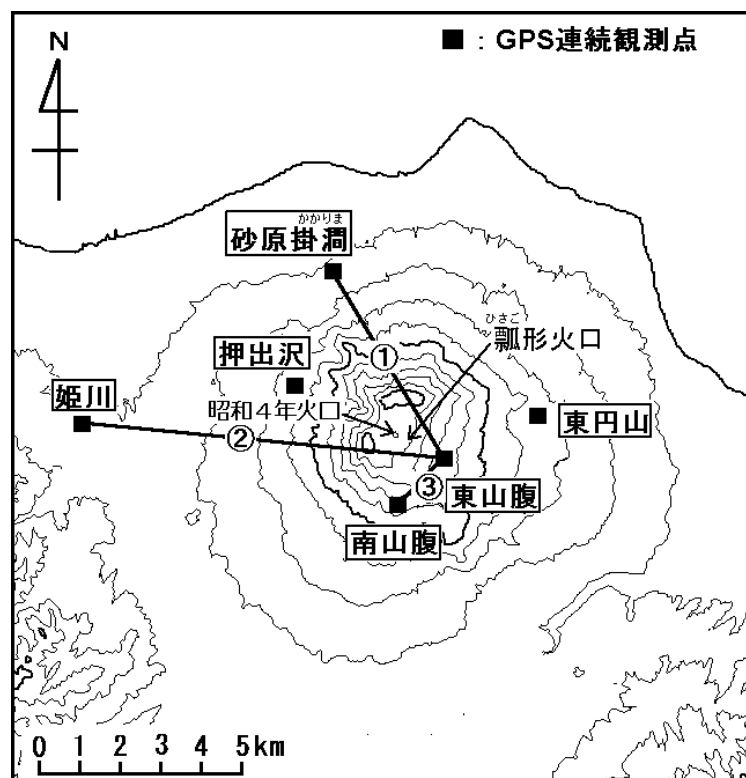 N
■：GPS連続観測点
かかりま
砂原掛澗
ひさご
瓢形火口
①
押出沢
姫川
昭和４年火口
②
東円山
③
東山腹
南山腹
0 1 2 3 4 5km